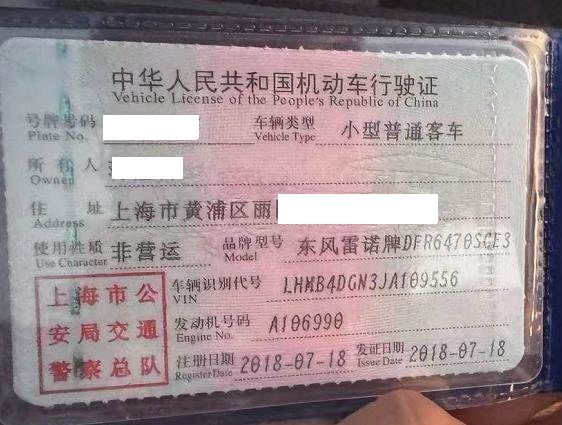 中华人民共和国机动车行驶证
Vehicle License of the People's Republic of China
号牌号码 Plate No. 车辆类型 Vehicle Type 小型普通客车
所有人 Owner
住址 Address 上海市黄浦区丽
使用性质 Use Character 非营运 品牌型号 Model 东风雷诺牌DFR6470SCE3
车辆识别代号 VIN LHMB4DGN3JA109556
发动机号码 Engine No. A106990
注册日期 Register Date 2018-07-18 发证日期 Issue Date 2018-07-18
上海市公
安局交通
警察总队